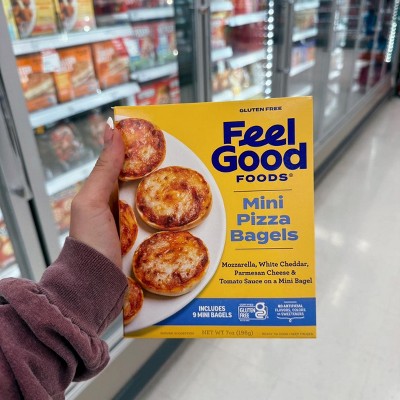 GLUTEN FREE
Feel
Good
FOODS®
Mini
Pizza
Bagels
Mozzarella, White Cheddar,
Parmesan Cheese &
Tomato Sauce on a Mini Bagel
INCLUDES
9 MINI BAGELS
GLUTEN
FREE
NO ARTIFICIAL
FLAVORS, COLORS
OR SWEETENERS
NET WT 7oz (198g)